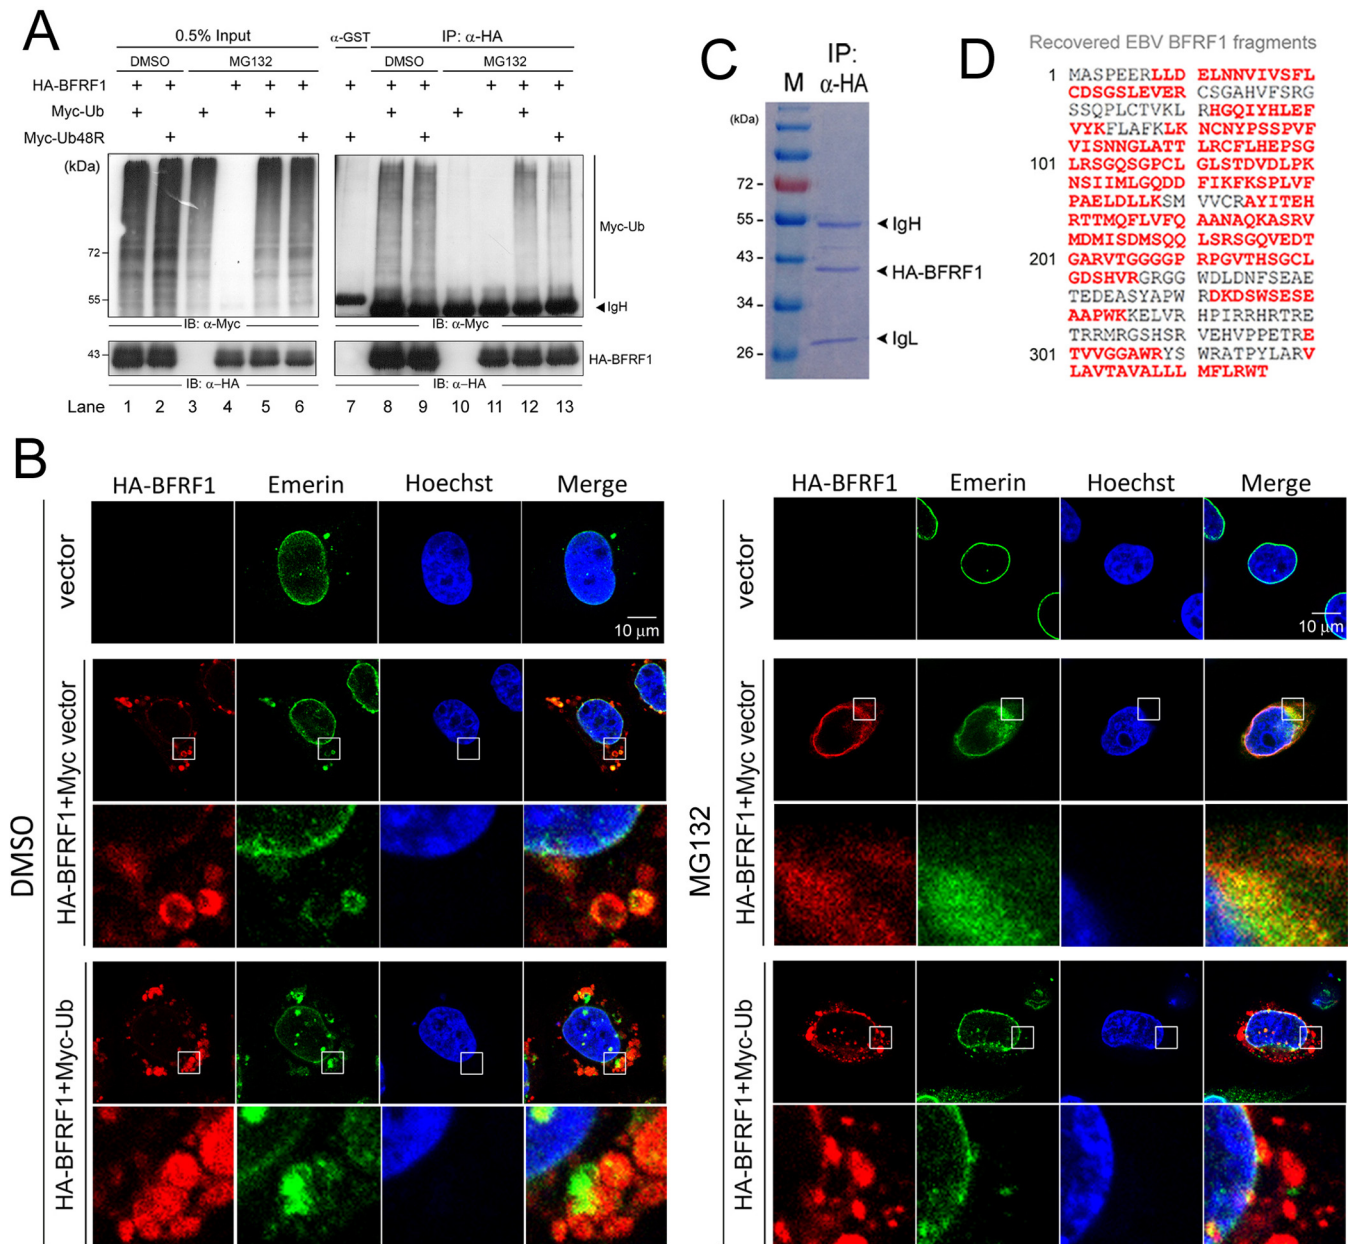 A
0.5% Input
α-GST
IP: α-HA
DMSO
MG132
DMSO
MG132
HA-BFRF1 + + + + + + + + + + +
Myc-Ub + + + + + +
Myc-Ub48R + + + + +
(kDa)
72
55
Myc-Ub
IgH
IB: α-Myc
IB: α-Myc
43
HA-BFRF1
IB: α–HA
IB: α–HA
Lane 1 2 3 4 5 6 7 8 9 10 11 12 13
C
IP:
M α-HA
(kDa)
72
55
IgH
43
HA-BFRF1
34
IgL
26
D
Recovered EBV BFRF1 fragments
1 MASPEERLLD ELNNVIVSFL
CDSGSLEVER CSGAHVFSRG
SSQPLCTVKL RHGQIYHLEF
VYKFLAFKLK NCNYPSSPVF
VISNNGLATT LRCFLHEPSG
101 LRSGQSGPCL GLSTDVDLPK
NSIIMLGQDD FIKFKSPLVF
PAELDLLKSM VVCRAYITEH
RTTMQFLVFQ AANAQKASRV
MDMISDMSQQ LSRSGQVEDT
201 GARVTGGGGP RPGVTHSGCL
GDSHVRGRGG WDLDNFSEAE
TEDEASYAPW RDKDSWSESE
AAPWKKELVR HPIRRHRTRE
TRRMRGSHSR VEHVPPETRE
301 TVVGGAWRYS WRATPYLARV
LAVTAVALLL MFLRWT
B
HA-BFRF1 Emerin Hoechst Merge
HA-BFRF1 Emerin Hoechst Merge
DMSO
vector
10 μm
HA-BFRF1+Myc vector
HA-BFRF1+Myc-Ub
MG132
vector
10 μm
HA-BFRF1+Myc vector
HA-BFRF1+Myc-Ub